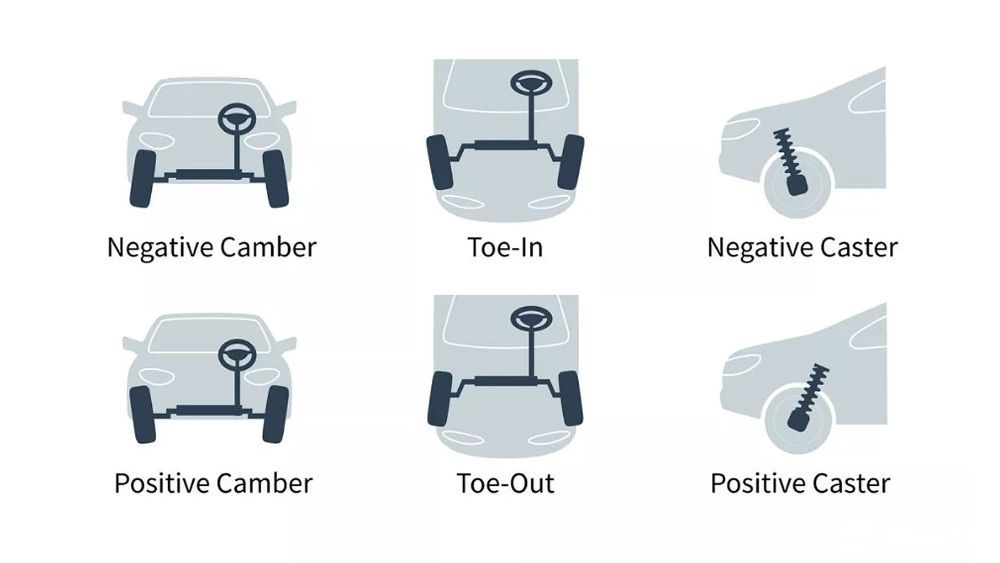 Negative Camber
Toe-In
Negative Caster
Positive Camber
Toe-Out
Positive Caster